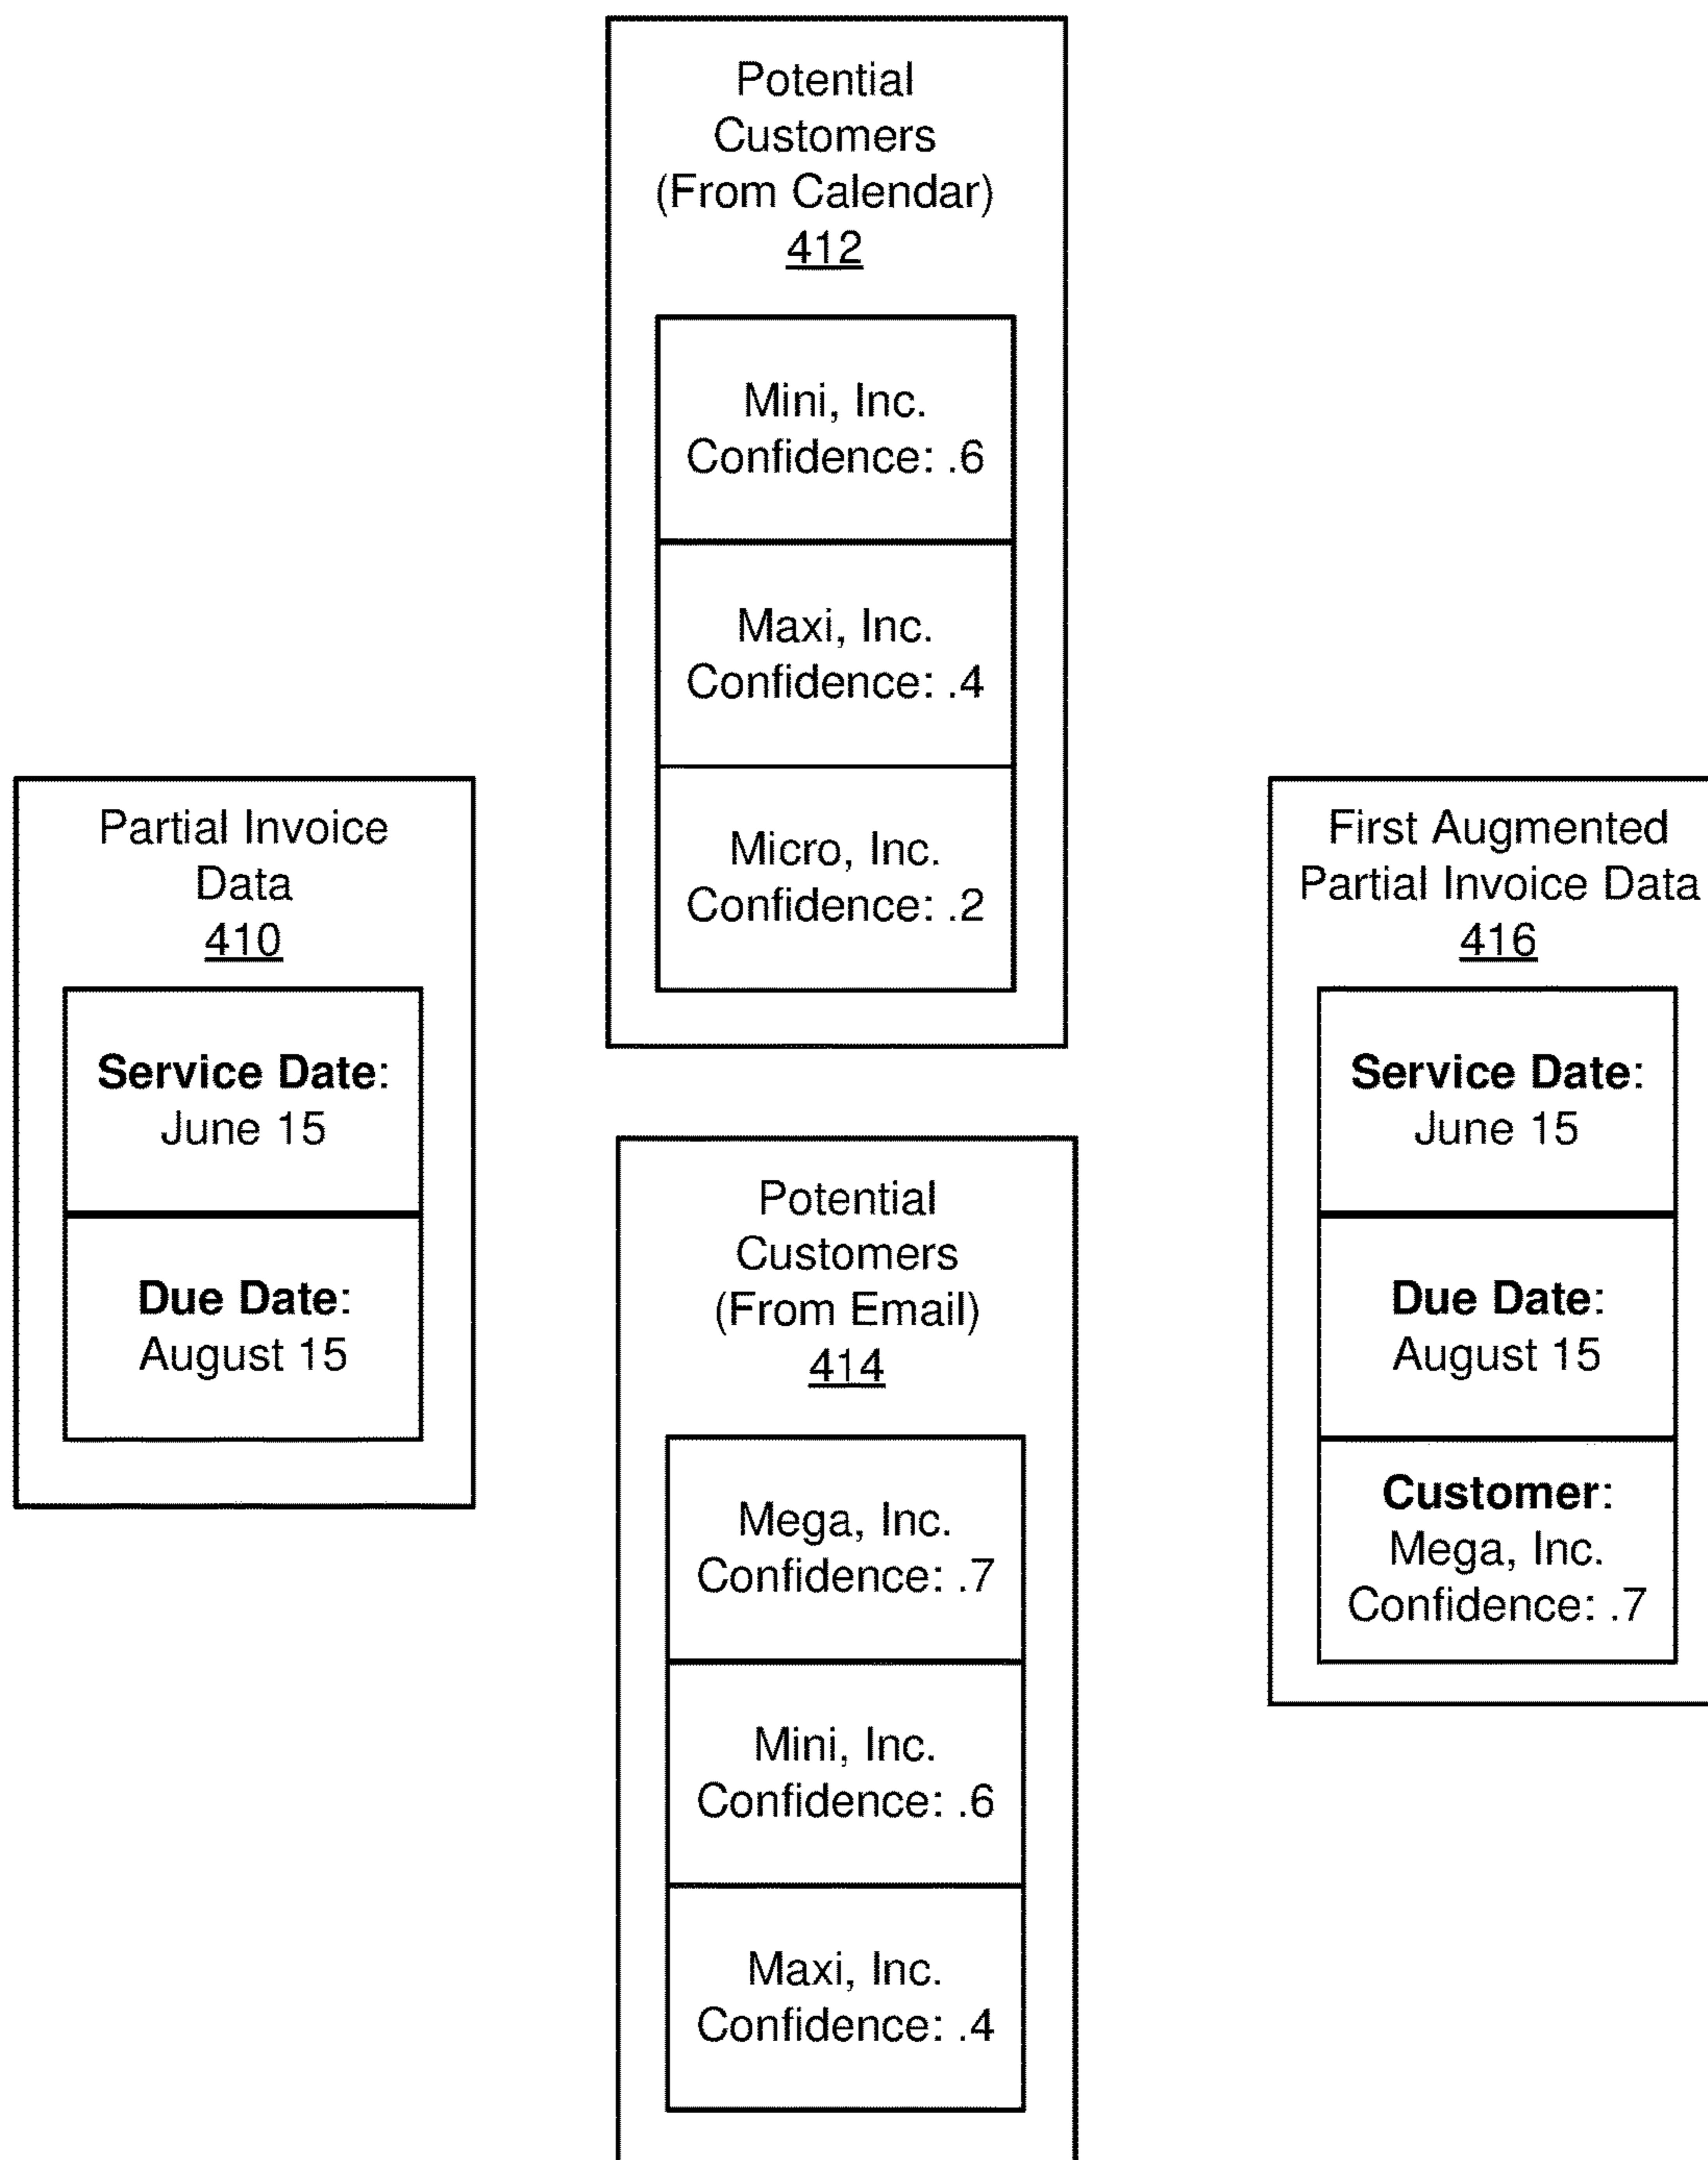 Potential
Customers
(From Calendar)
412
Mini, Inc.
Confidence: .6
Maxi, Inc.
Confidence: .4
Micro, Inc.
Confidence: .2
Partial Invoice
Data
410
Service Date:
June 15
Due Date:
August 15
Potential
Customers
(From Email)
414
Mega, Inc.
Confidence: .7
Mini, Inc.
Confidence: .6
Maxi, Inc.
Confidence: .4
First Augmented
Partial Invoice Data
416
Service Date:
June 15
Due Date:
August 15
Customer:
Mega, Inc.
Confidence: .7